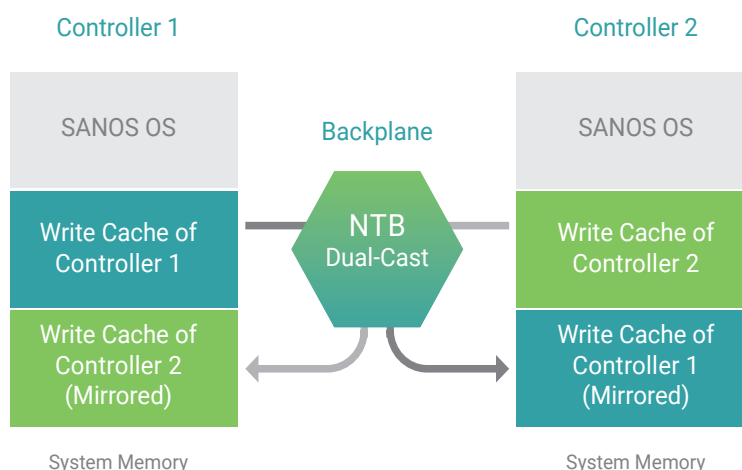 Controller 1
Controller 2
SANOS OS
Backplane
SANOS OS
Write Cache of
Controller 1
NTB
Dual-Cast
Write Cache of
Controller 2
Write Cache of
Controller 2
(Mirrored)
Write Cache of
Controller 1
(Mirrored)
System Memory
System Memory